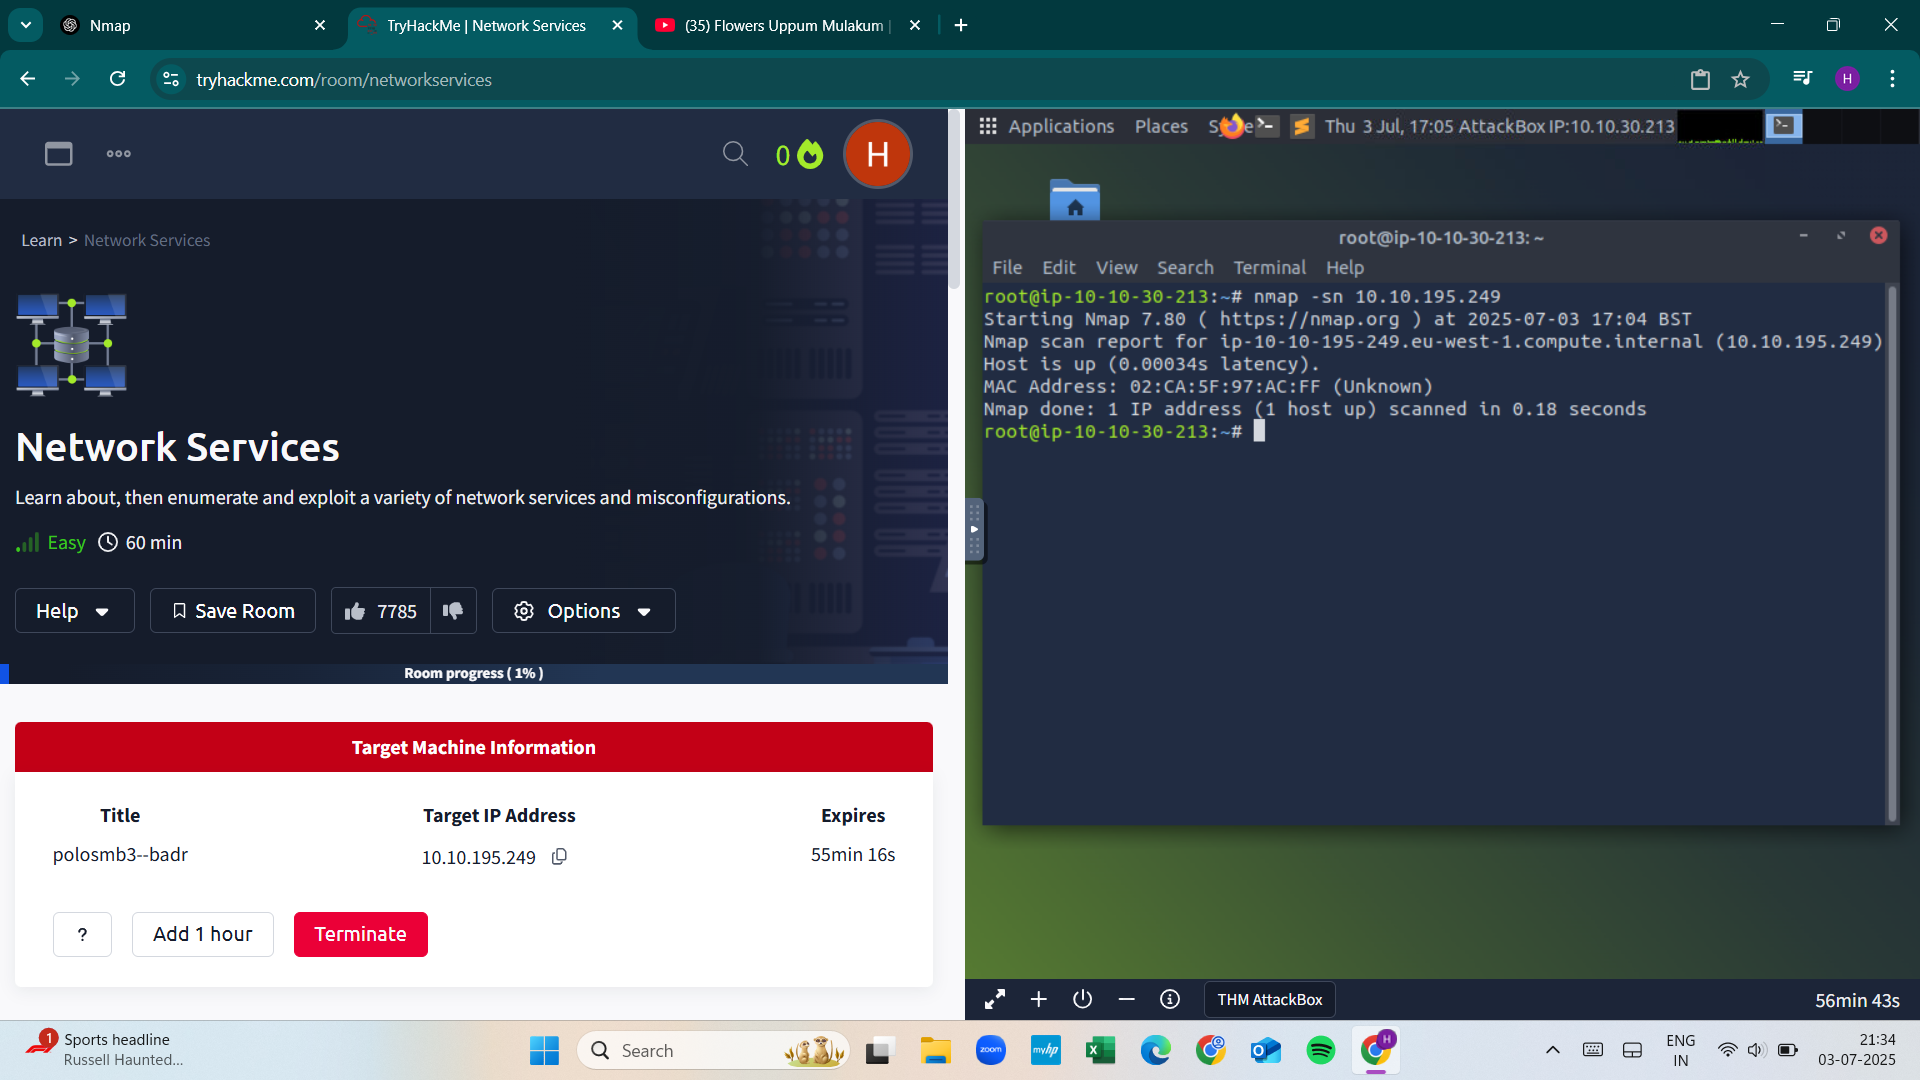 Nmap
TryHackMe | Network Services
(35) Flowers Uppum Mulakum |
tryhackme.com/room/networkservices
H
0
H
Learn > Network Services
Network Services
Learn about, then enumerate and exploit a variety of network services and misconfigurations.
Easy
60 min
Help
Save Room
7785
Options
Room progress ( 1% )
Target Machine Information
Title
Target IP Address
Expires
polosmb3--badr
10.10.195.249
55min 16s
?
Add 1 hour
Terminate
Applications
Places
Thu 3 Jul, 17:05
AttackBox IP:10.10.30.213
root@ip-10-10-30-213: ~
File Edit View Search Terminal Help
root@ip-10-10-30-213:~# nmap -sn 10.10.195.249
Starting Nmap 7.80 ( https://nmap.org ) at 2025-07-03 17:04 BST
Nmap scan report for ip-10-10-195-249.eu-west-1.compute.internal (10.10.195.249)
Host is up (0.00034s latency).
MAC Address: 02:CA:5F:97:AC:FF (Unknown)
Nmap done: 1 IP address (1 host up) scanned in 0.18 seconds
root@ip-10-10-30-213:~#
THM AttackBox
56min 43s
1
Sports headline
Russell Haunted...
Search
zoom
myhp
H
ENG
IN
21:34
03-07-2025